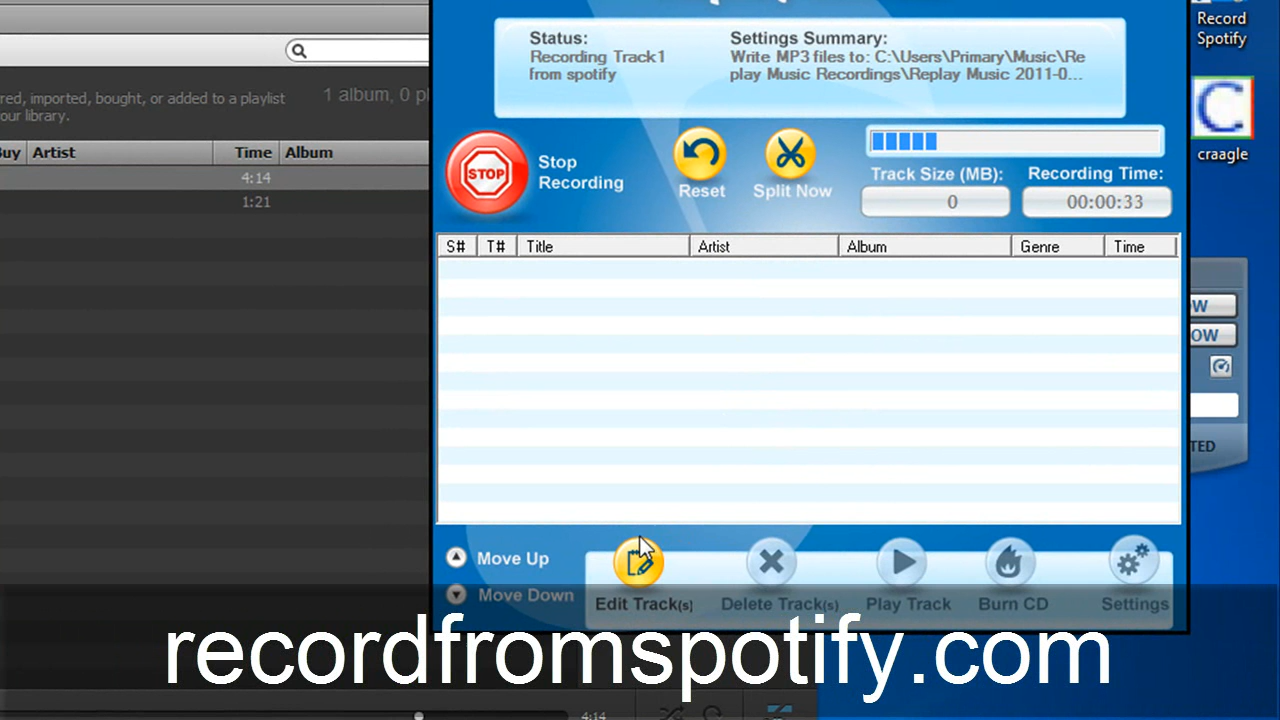 Record
Spotify
craagle
red, imported, bought, or added to a playlist
our library.
1 album, 0 pl
Buy Artist Time Album
4:14
1:21
Status:
Recording Track1
from spotify
Settings Summary:
Write MP3 files to: C:\Users\Primary\Music\Re
play Music Recordings\Replay Music 2011-0...
STOP
Stop
Recording
Reset
Split Now
Track Size (MB):
0
Recording Time:
00:00:33
S# T# Title Artist Album Genre Time
OW
OW
TED
Move Up
Move Down
Edit Track(s)
Delete Track(s)
Play Track
Burn CD
Settings
recordfromspotify.com
4:14